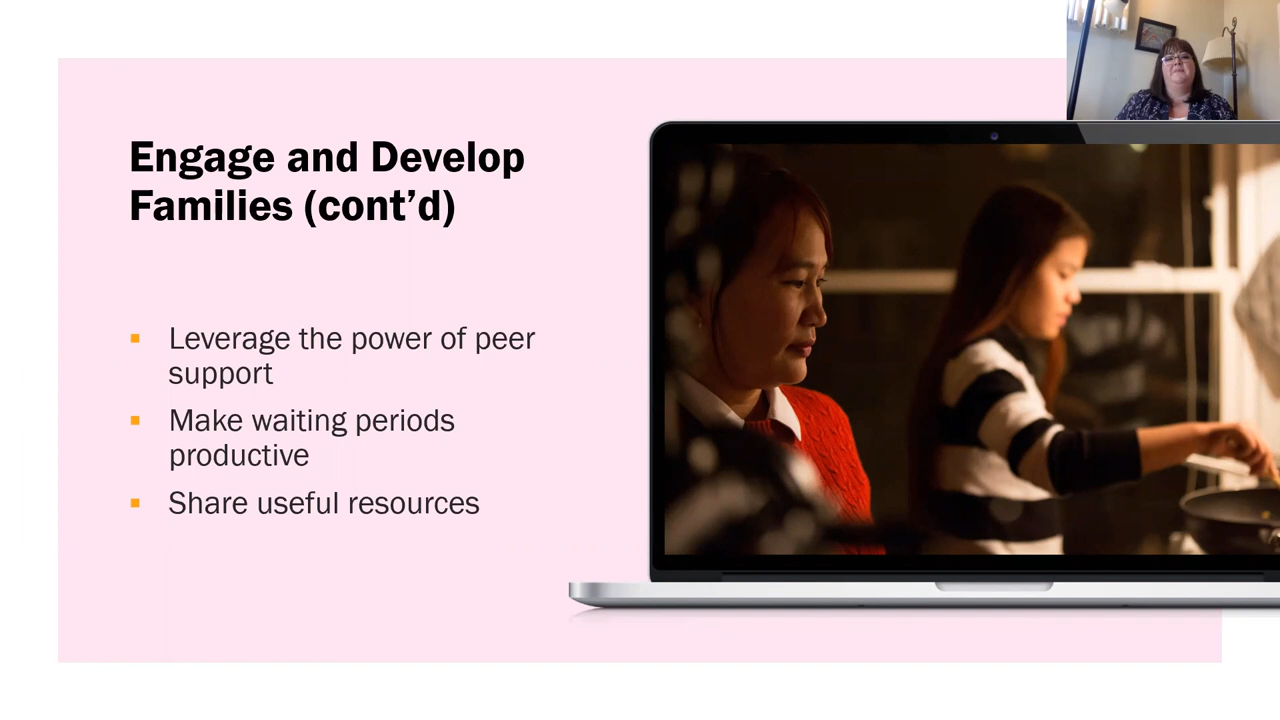 Engage and Develop
Families (cont’d)
Leverage the power of peer
support
Make waiting periods
productive
Share useful resources